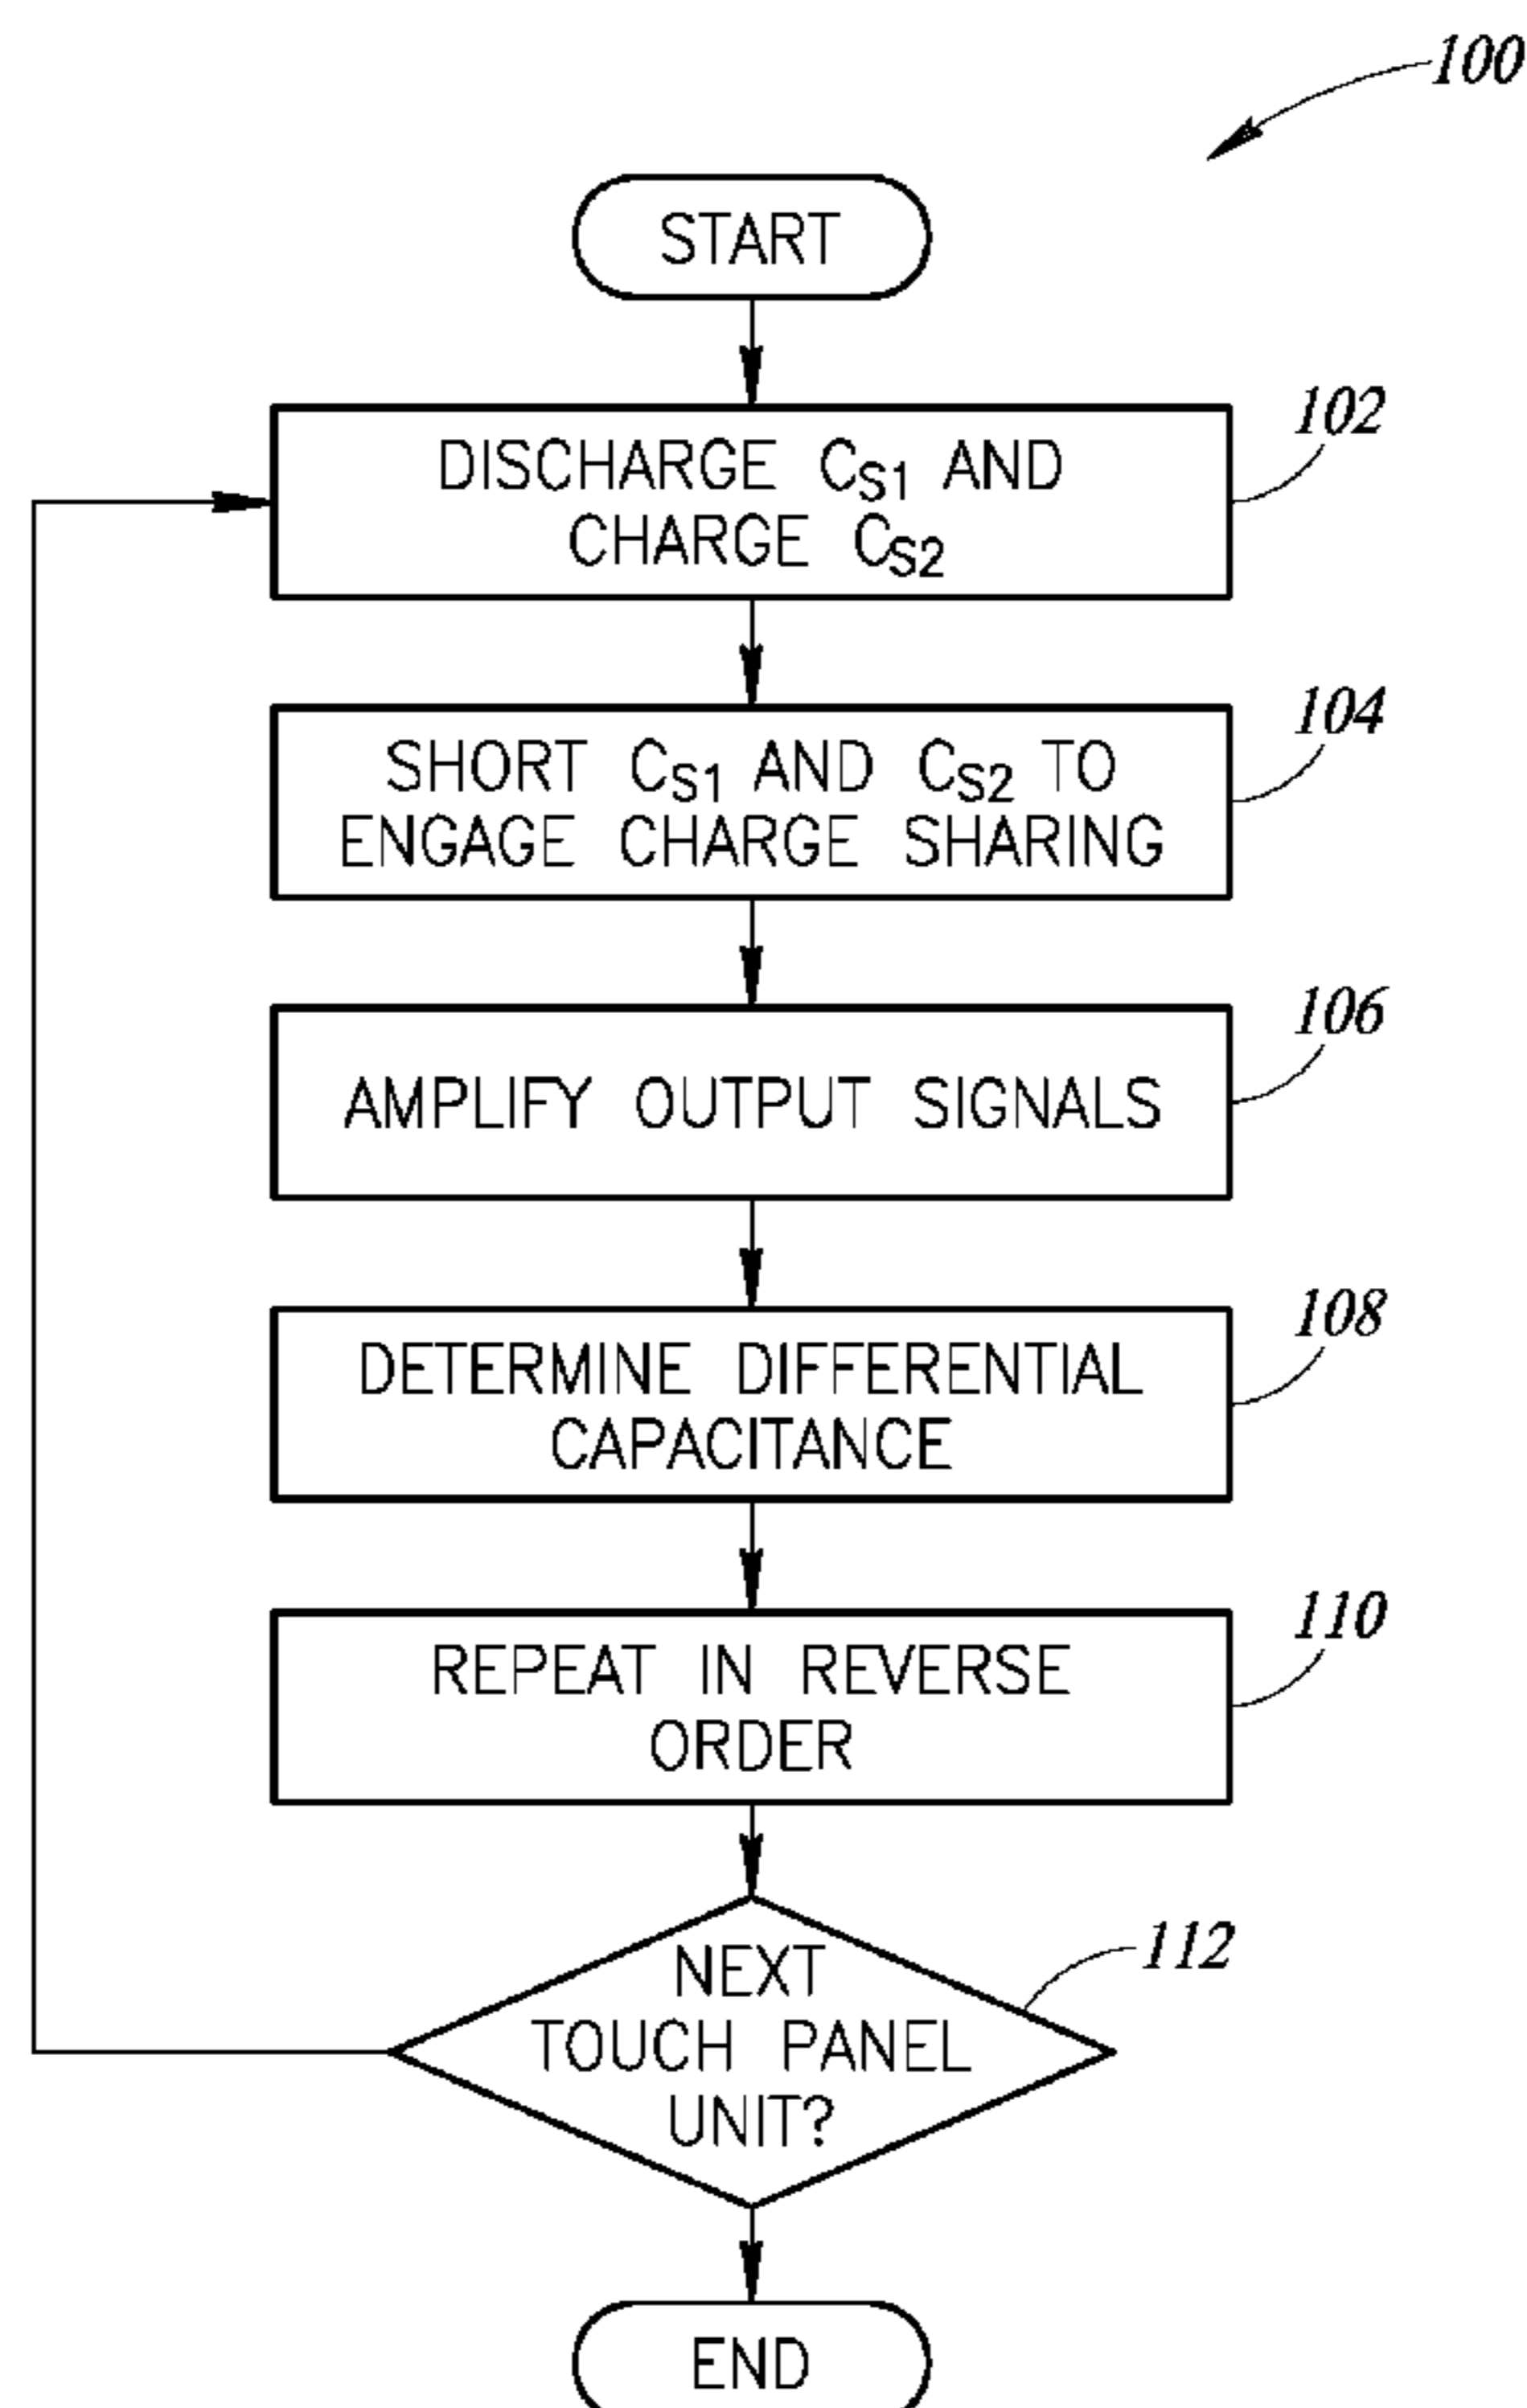 100
START
DISCHARGE CS1 AND
CHARGE CS2
102
SHORT CS1 AND CS2 TO
ENGAGE CHARGE SHARING
104
AMPLIFY OUTPUT SIGNALS
106
DETERMINE DIFFERENTIAL
CAPACITANCE
108
REPEAT IN REVERSE
ORDER
110
NEXT
TOUCH PANEL
UNIT?
112
END